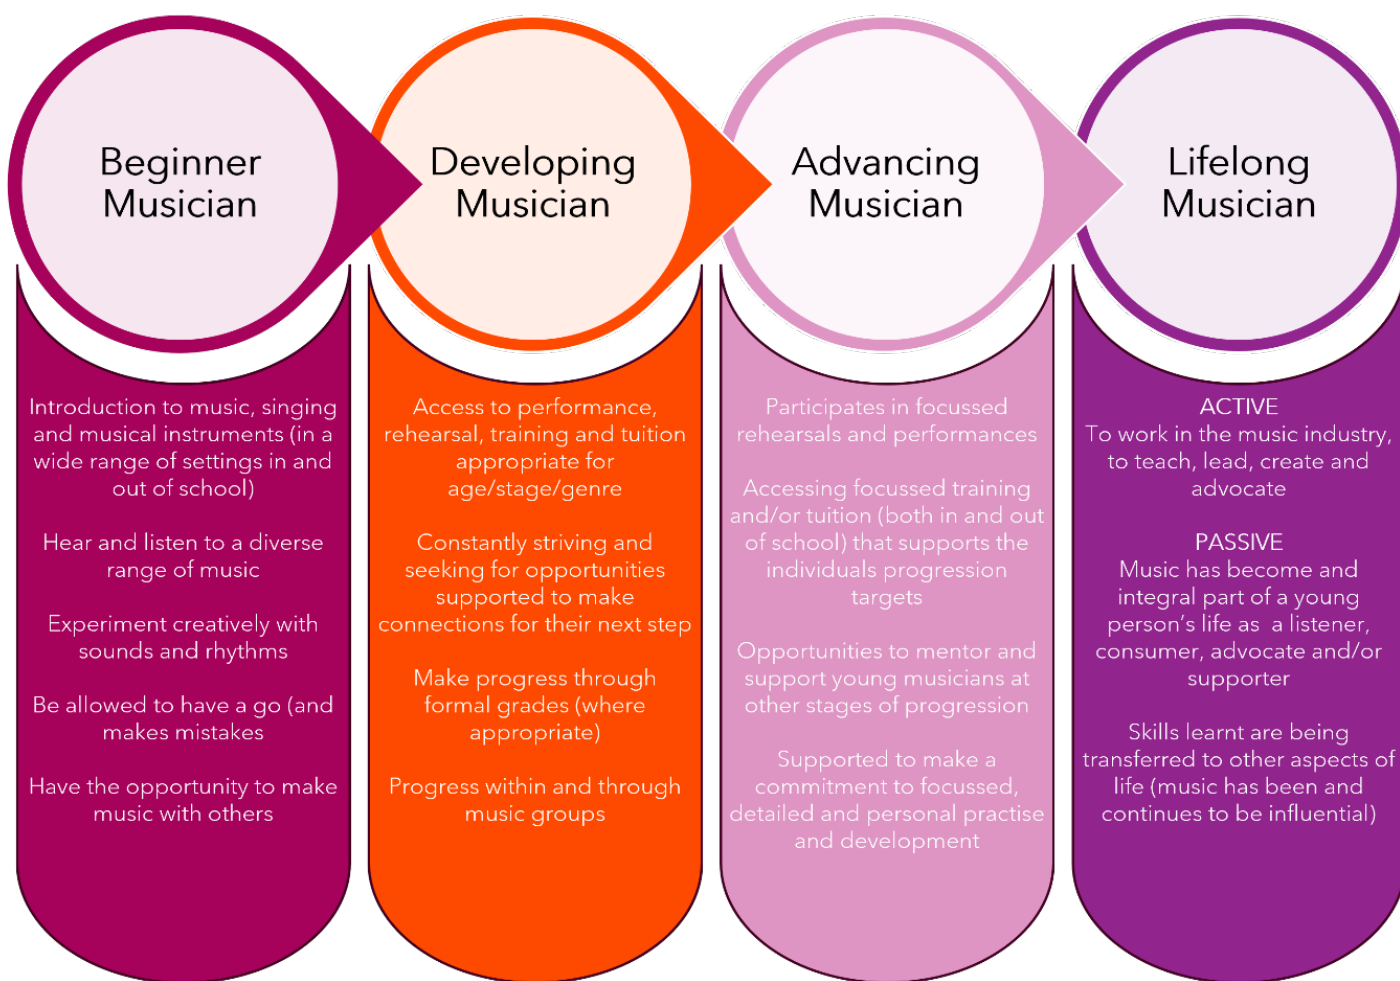 Beginner
Musician
Introduction to music, singing
and musical instruments (in a
wide range of settings in and
out of school)
Hear and listen to a diverse
range of music
Experiment creatively with
sounds and rhythms
Be allowed to have a go (and
makes mistakes
Have the opportunity to make
music with others
Developing
Musician
Access to performance,
rehearsal, training and tuition
appropriate for
age/stage/genre
Constantly striving and
seeking for opportunities
supported to make
connections for their next step
Make progress through
formal grades (where
appropriate)
Progress within and through
music groups
Advancing
Musician
Participates in focussed
rehearsals and performances
Accessing focussed training
and/or tuition (both in and out
of school) that supports the
individuals progression
targets
Opportunities to mentor and
support young musicians at
other stages of progression
Supported to make a
commitment to focussed,
detailed and personal practise
and development
Lifelong
Musician
ACTIVE
To work in the music industry,
to teach, lead, create and
advocate
PASSIVE
Music has become and
integral part of a young
person's life as  a listener,
consumer, advocate and/or
supporter
Skills learnt are being
transferred to other aspects of
life (music has been and
continues to be influential)